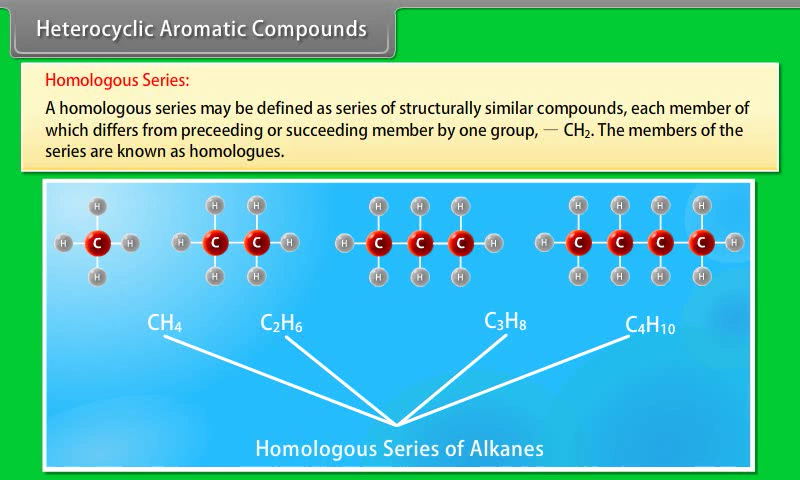 Heterocyclic Aromatic Compounds
Homologous Series:
A homologous series may be defined as series of structurally similar compounds, each member of
which differs from preceeding or succeeding member by one group, — CH₂. The members of the
series are known as homologues.
H H H H H H H H H H
H C H H C C H H C C C H H C C C C H
H H H H H H H H H H
CH₄ C₂H₆ C₃H₈ C₄H₁₀
Homologous Series of Alkanes